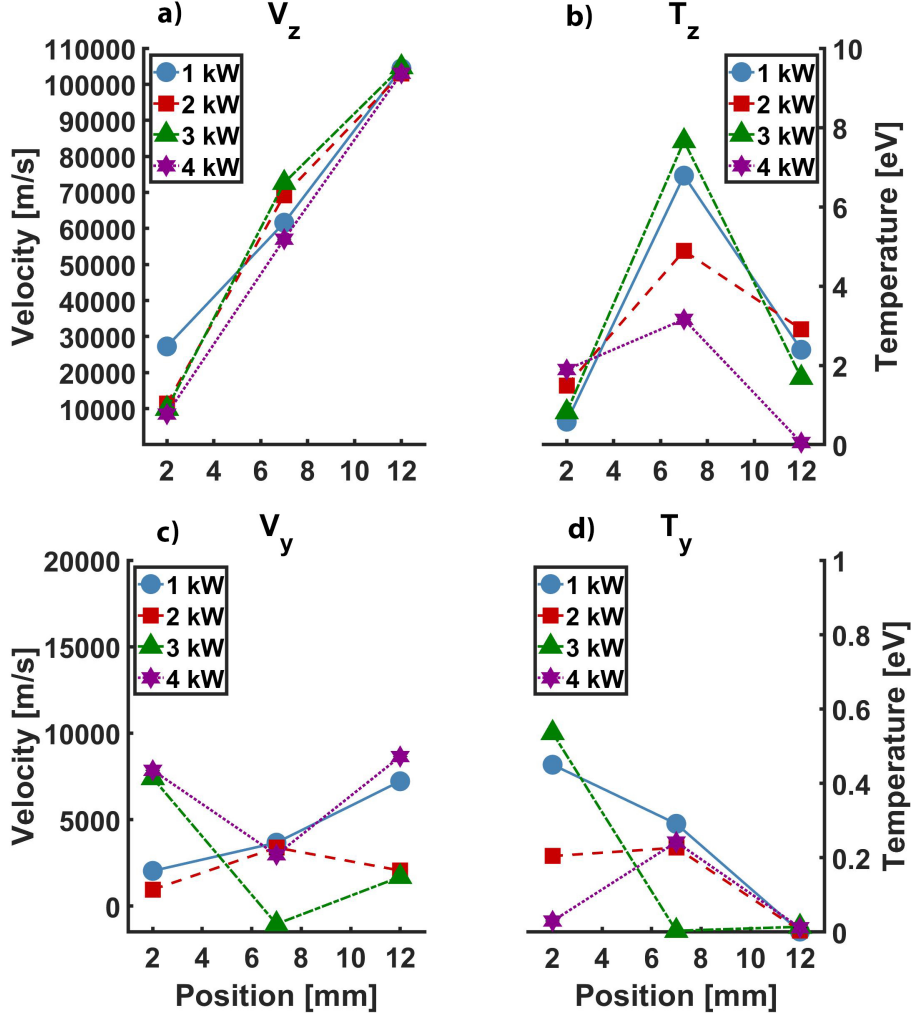 a) V_z
110000
100000
90000
80000
70000
60000
50000
40000
30000
20000
10000
Velocity [m/s]
1 kW
2 kW
3 kW
4 kW
2 4 6 8 10 12
b) T_z
1 kW
2 kW
3 kW
4 kW
10
8
6
4
2
0
Temperature [eV]
2 4 6 8 10 12
c) V_y
20000
15000
10000
5000
0
Velocity [m/s]
1 kW
2 kW
3 kW
4 kW
2 4 6 8 10 12
Position [mm]
d) T_y
1 kW
2 kW
3 kW
4 kW
1
0.8
0.6
0.4
0.2
0
Temperature [eV]
2 4 6 8 10 12
Position [mm]